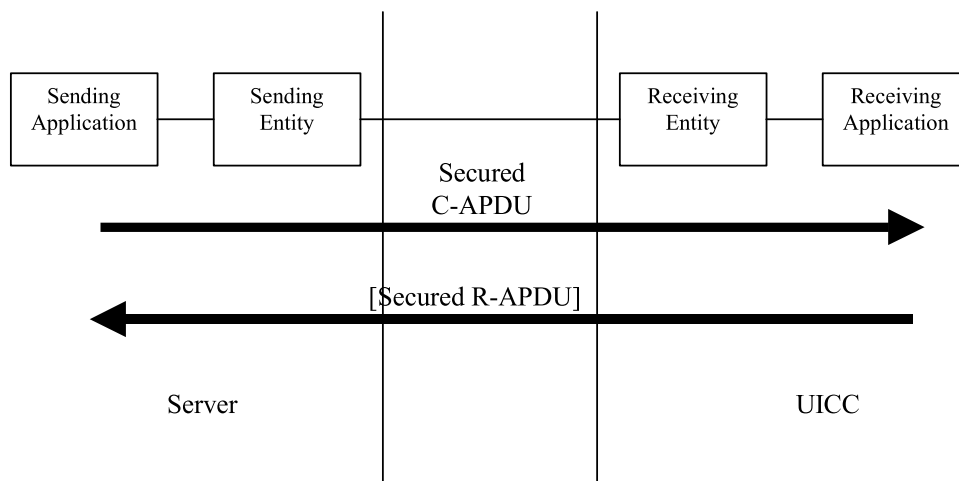 Sending
Application
Sending
Entity
Receiving
Entity
Receiving
Application
Secured
C-APDU
[Secured R-APDU]
Server
UICC